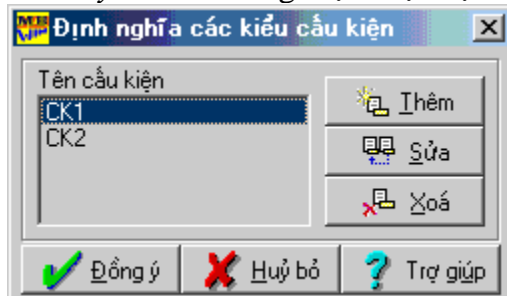 Định nghĩa các kiểu cấu kiện
Tên cấu kiện
CK1
CK2
Thêm
Sửa
Xoá
Đồng ý
Huỷ bỏ
Trợ giúp